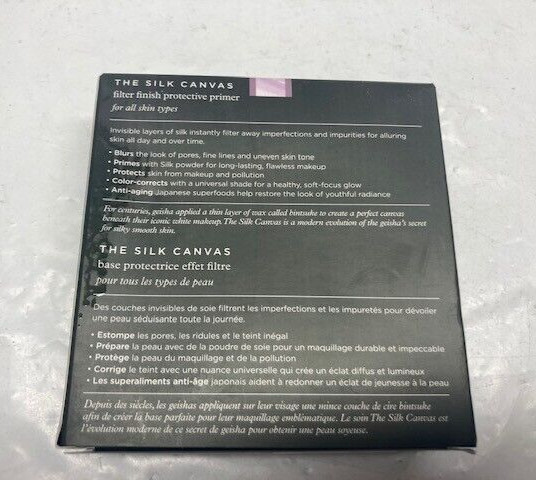 THE SILK CANVAS
filter finish protective primer
for all skin types
Invisible layers of silk instantly filter away imperfections and impurities for alluring
skin all day and over time.
• Blurs the look of pores, fine lines and uneven skin tone
• Primes with Silk powder for long-lasting, flawless makeup
• Protects skin from makeup and pollution
• Color-corrects with a universal shade for a healthy, soft-focus glow
• Anti-aging Japanese superfoods help restore the look of youthful radiance
For centuries, geisha applied a thin layer of wax called bintsuke to create a perfect canvas
beneath their iconic white makeup. The Silk Canvas is a modern evolution of the geisha's secret
for silky smooth skin.
THE SILK CANVAS
base protectrice effet filtre
pour tous les types de peau
Des couches invisibles de soie filtrent les imperfections et les impuretés pour dévoiler
une peau séduisante toute la journée.
• Estompe les pores, les ridules et le teint inégal
• Prépare la peau avec de la poudre de soie pour un maquillage durable et impeccable
• Protège la peau du maquillage et de la pollution
• Corrige le teint avec une nuance universelle qui crée un éclat diffus et lumineux
• Les superaliments anti-âge japonais aident à redonner un éclat de jeunesse à la peau
Depuis des siècles, les geishas appliquent sur leur visage une mince couche de cire bintsuke
afin de créer la base parfaite pour leur maquillage emblématique. Le soin The Silk Canvas est
l'évolution moderne de ce secret de geisha pour obtenir une peau soyeuse.